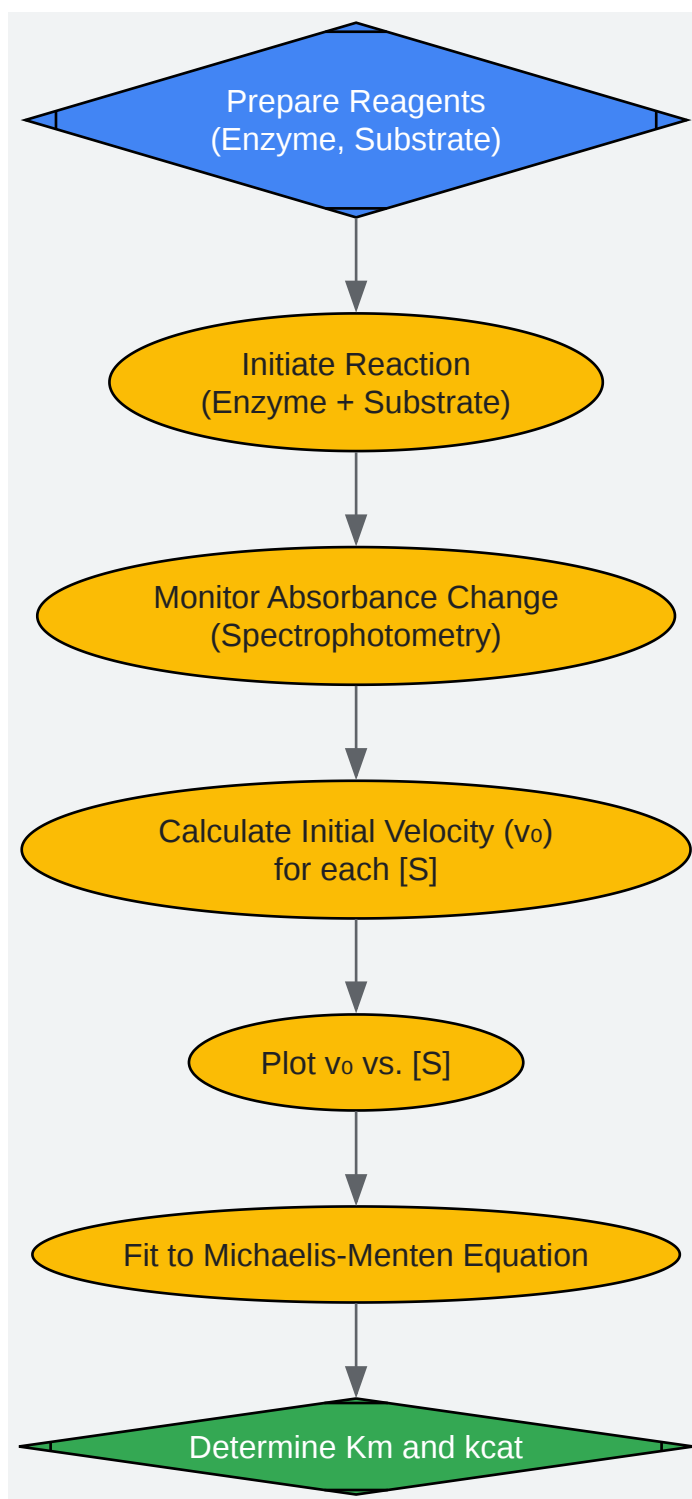 Prepare Reagents
(Enzyme, Substrate)
Initiate Reaction
(Enzyme + Substrate)
Monitor Absorbance Change
(Spectrophotometry)
Calculate Initial Velocity (v₀)
for each [S]
Plot v₀ vs. [S]
Fit to Michaelis-Menten Equation
Determine Km and kcat